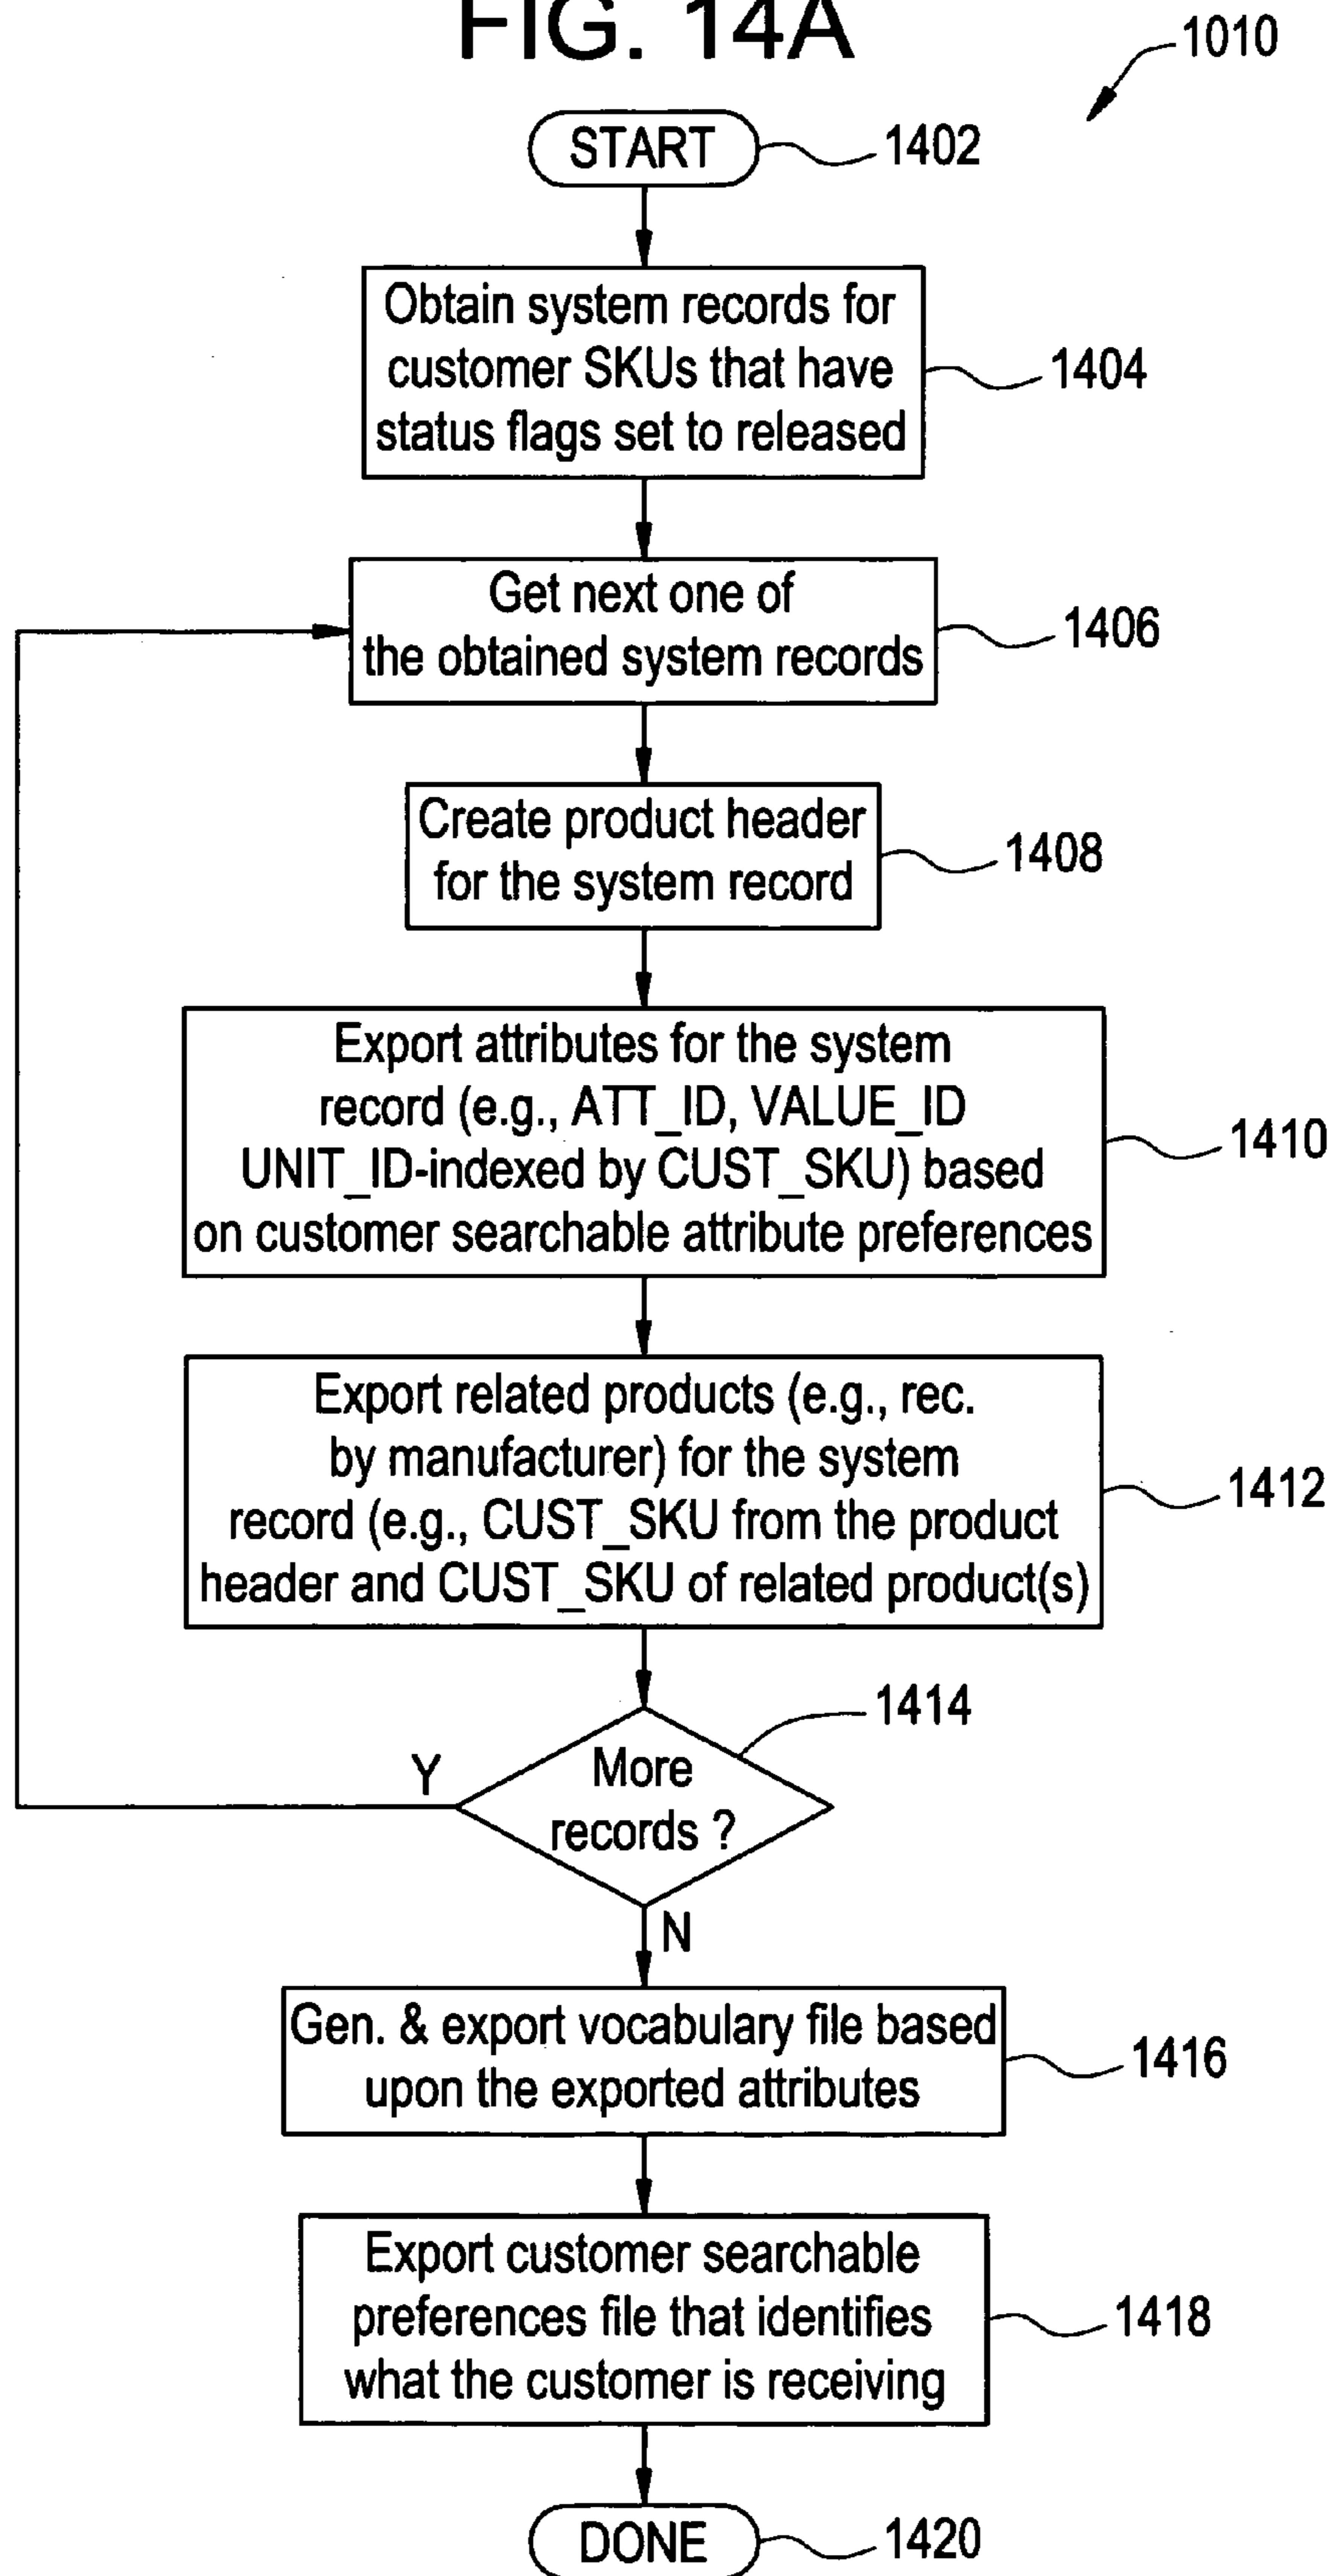 FIG. 14A
1010
START
1402
Obtain system records for
customer SKUs that have
status flags set to released
1404
Get next one of
the obtained system records
1406
Create product header
for the system record
1408
Export attributes for the system
record (e.g., ATT_ID, VALUE_ID
UNIT_ID-indexed by CUST_SKU) based
on customer searchable attribute preferences
1410
Export related products (e.g., rec.
by manufacturer) for the system
record (e.g., CUST_SKU from the product
header and CUST_SKU of related product(s)
1412
1414
More
records ?
Y
N
Gen. & export vocabulary file based
upon the exported attributes
1416
Export customer searchable
preferences file that identifies
what the customer is receiving
1418
DONE
1420